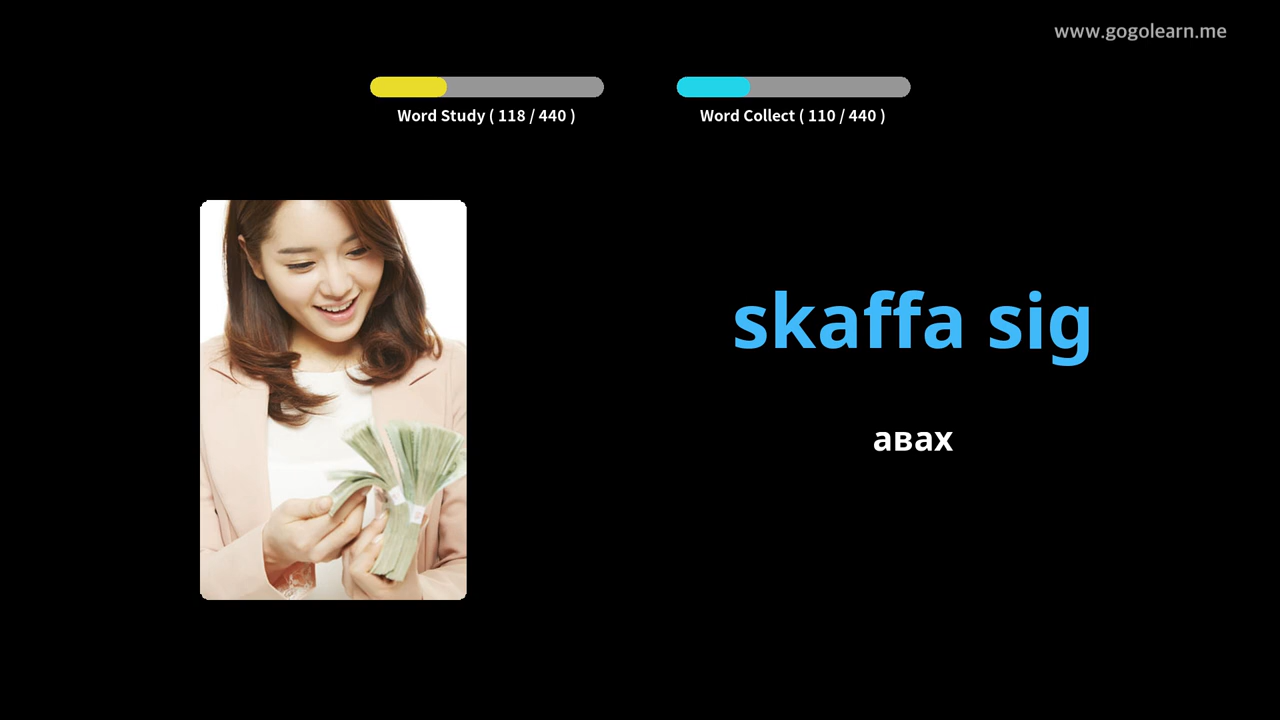 www.gogolearn.me
Word Study ( 118 / 440 )
Word Collect ( 110 / 440 )
skaffa sig
авах